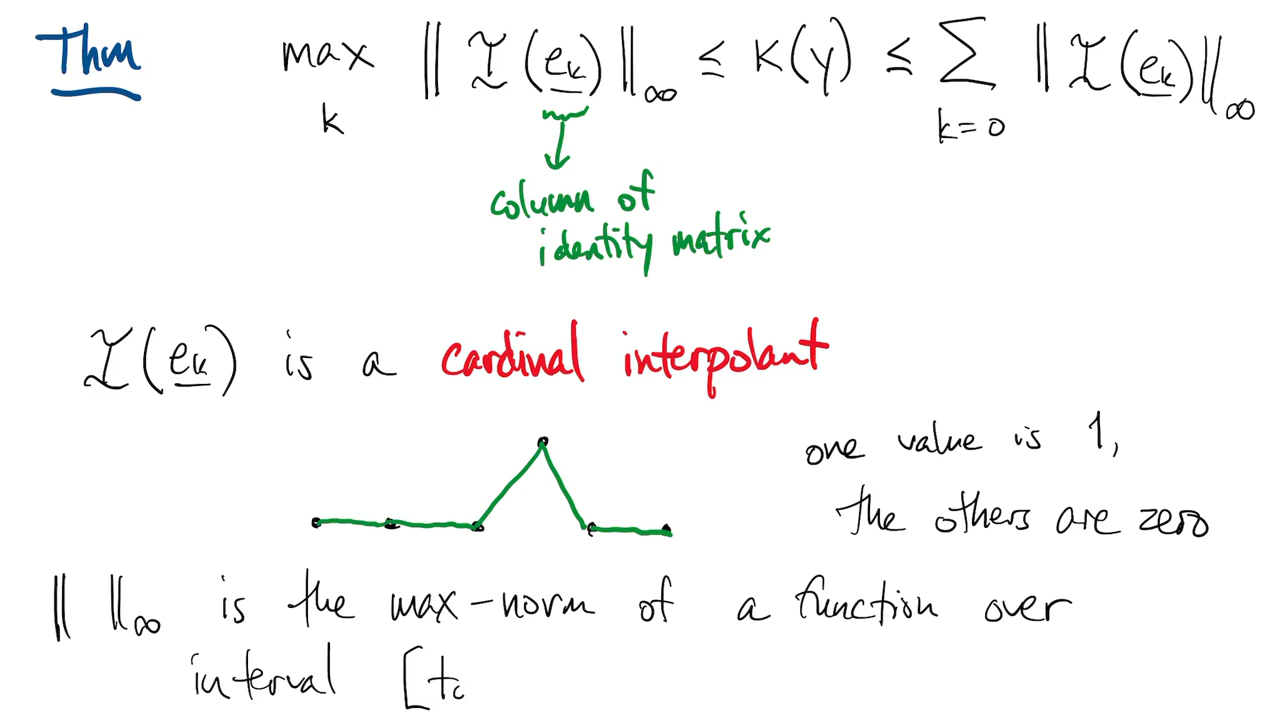 Thm max k ‖ I(e_k) ‖∞ ≤ K(y) ≤ ∑ k=0 ‖ I(e_k) ‖∞
column of
identity matrix
I(e_k) is a cardinal interpolant
one value is 1,
the others are zero
‖ ‖∞ is the max-norm of a function over
interval [t₀